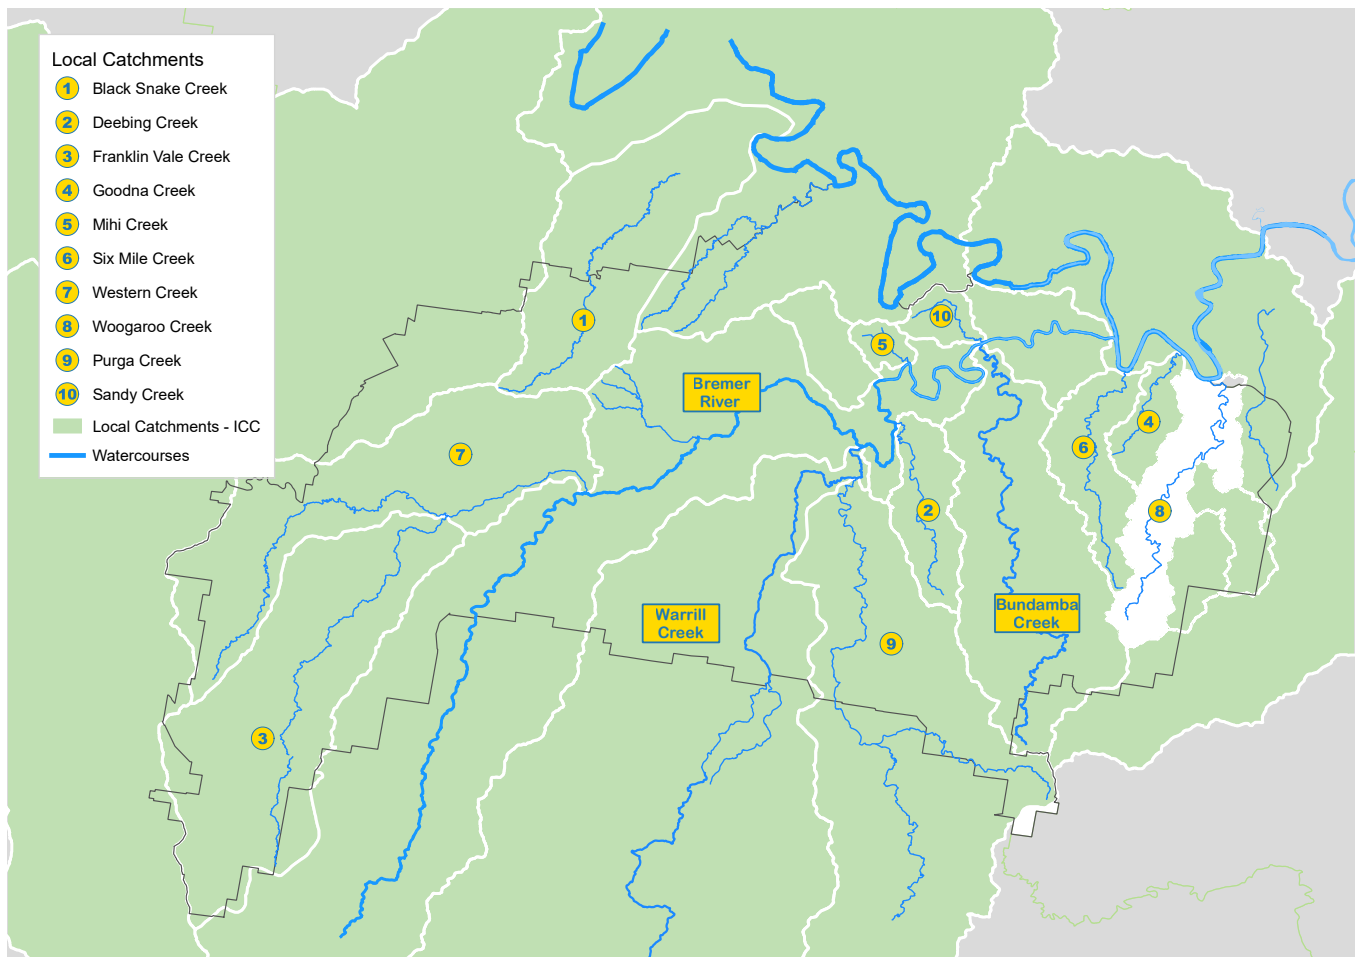 Local Catchments
1 Black Snake Creek
2 Deebing Creek
3 Franklin Vale Creek
4 Goodna Creek
5 Mihi Creek
6 Six Mile Creek
7 Western Creek
8 Woogaroo Creek
9 Purga Creek
10 Sandy Creek
Local Catchments - ICC
Watercourses
10
1
5
Bremer
River
4
6
7
2
8
Warrill
Creek
Bundamba
Creek
9
3